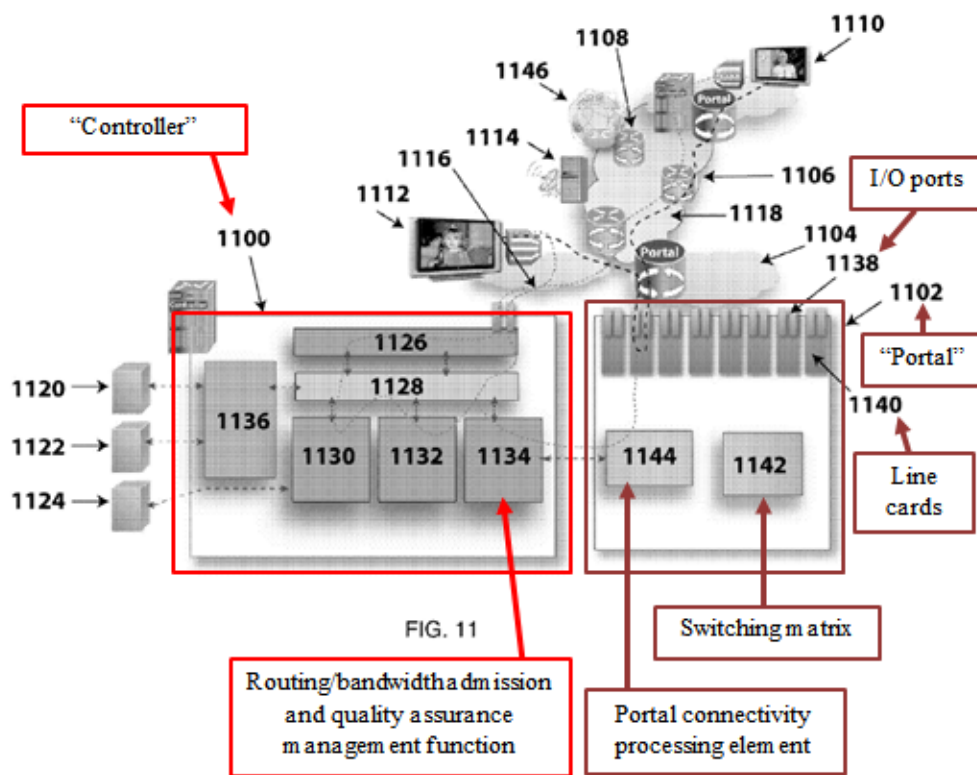 1110
1108
1146
Portal
"Controller"
1114
1116
1106
I/O ports
1112
1118
1104
1100
Portal
1138
1102
1126
"Portal"
1128
1120
1136
1140
1122
1130
1132
1134
1144
1142
Line
cards
1124
FIG. 11
Switching matrix
Routing/bandwidth admission
and quality assurance
management function
Portal connectivity
processing element